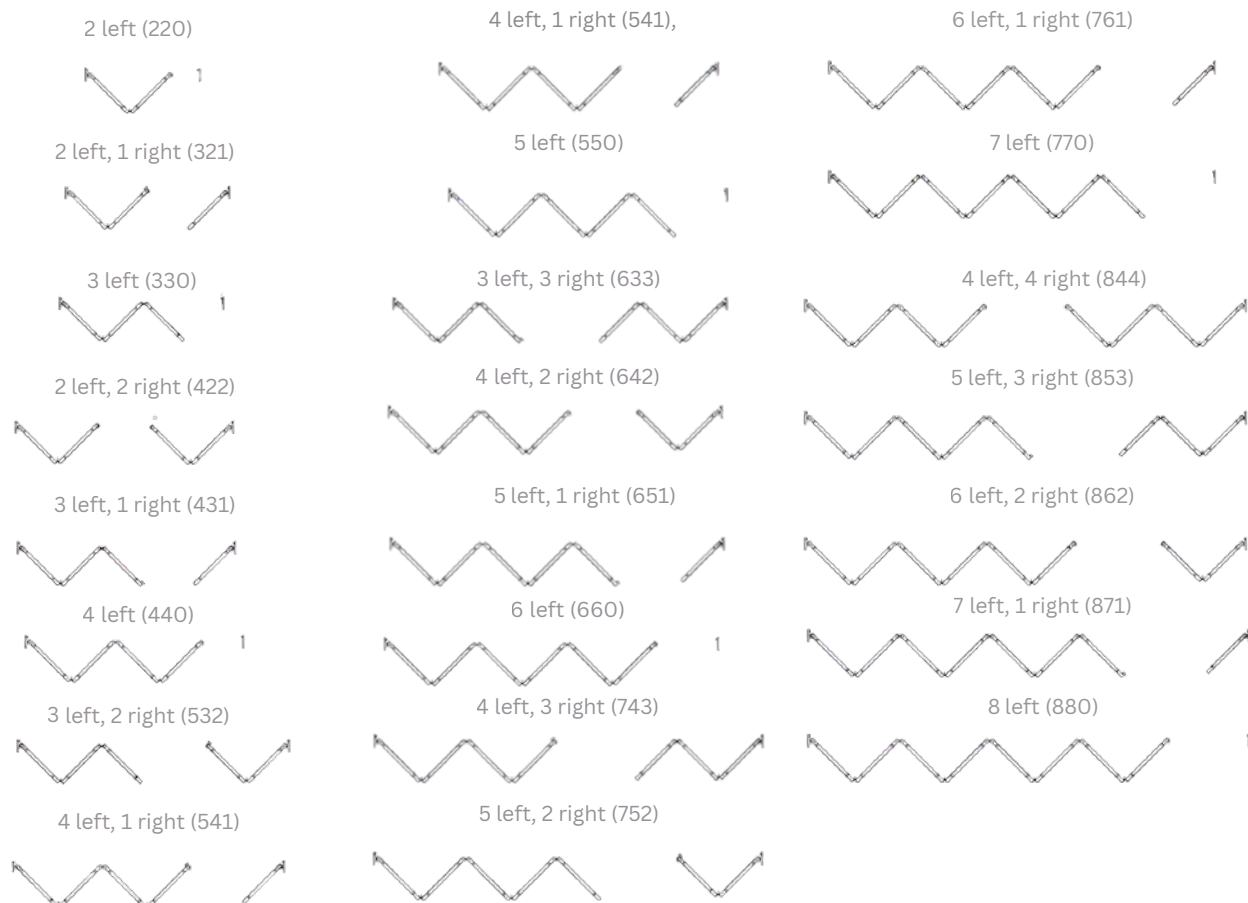 2 left (220)
2 left, 1 right (321)
3 left (330)
2 left, 2 right (422)
3 left, 1 right (431)
4 left (440)
3 left, 2 right (532)
4 left, 1 right (541)
4 left, 1 right (541),
5 left (550)
3 left, 3 right (633)
4 left, 2 right (642)
5 left, 1 right (651)
6 left (660)
4 left, 3 right (743)
5 left, 2 right (752)
6 left, 1 right (761)
7 left (770)
4 left, 4 right (844)
5 left, 3 right (853)
6 left, 2 right (862)
7 left, 1 right (871)
8 left (880)